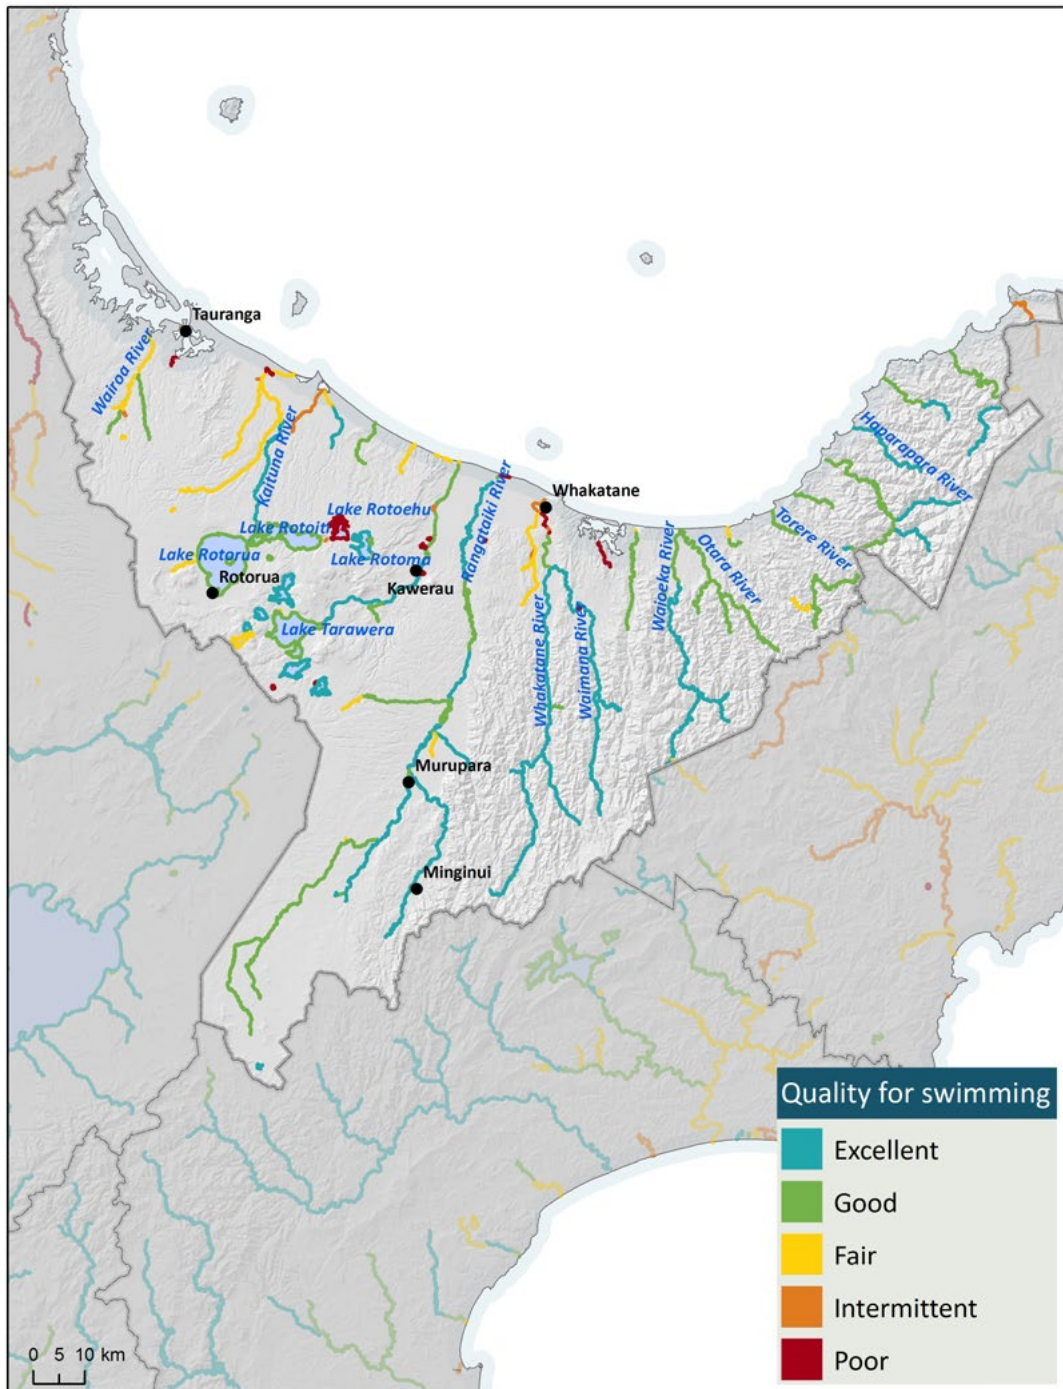 Tauranga
Wairoa River
Kaituna River
Lake Rotoehu
Lake Rotoiti
Lake Rotorua
Lake Rotoma
Rotorua
Kawerau
Lake Tarawera
Rangataiki River
Whakatane
Whakatane River
Waimana River
Waioeka River
Otara River
Torere River
Haparapara River
Murupara
Minginui
Quality for swimming
Excellent
Good
Fair
Intermittent
Poor
0 5 10 km